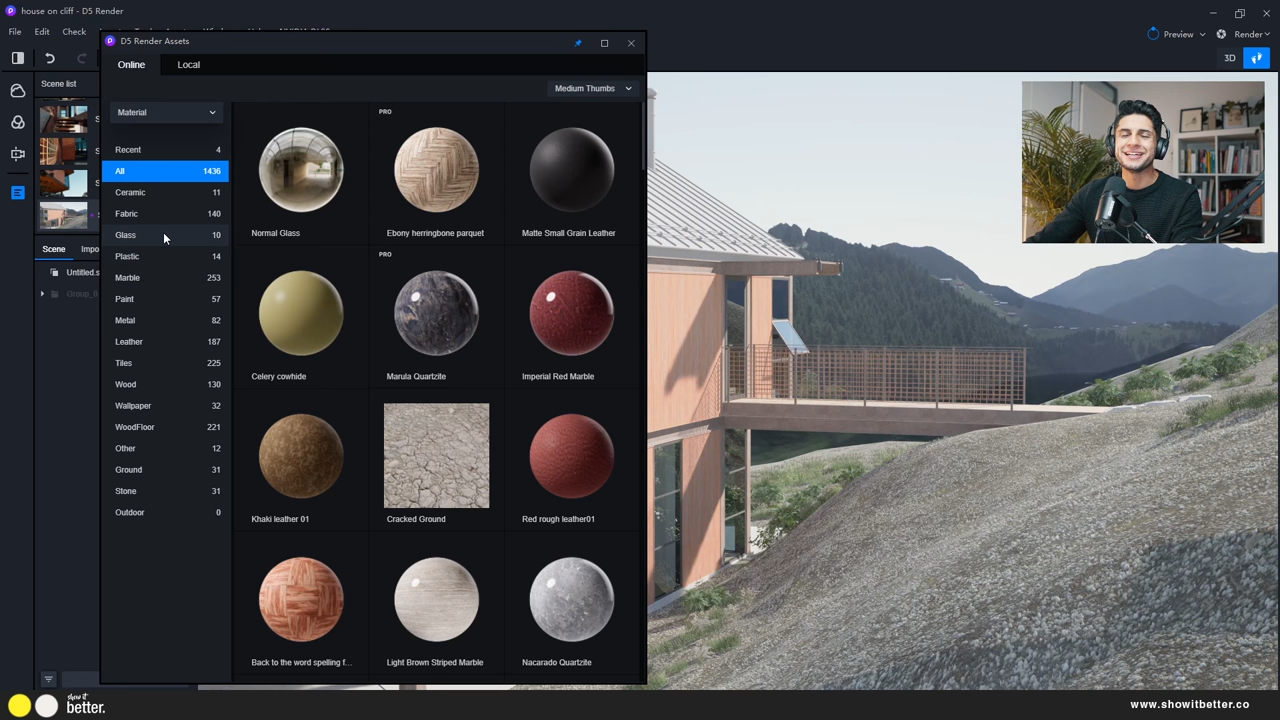 house on cliff - D5 Render
File Edit Check
D5 Render Assets
Preview
Render
Online Local
3D
Scene list
Medium Thumbs
Material
Recent 4
All 1436
Ceramic 11
Fabric 140
Glass 10
Plastic 14
Marble 253
Paint 57
Metal 82
Leather 187
Tiles 225
Wood 130
Wallpaper 32
WoodFloor 221
Other 12
Ground 31
Stone 31
Outdoor 0
Scene Impo
Untitled.s
Group_0
PRO
Normal Glass
Ebony herringbone parquet
Matte Small Grain Leather
PRO
Celery cowhide
Marula Quartzite
Imperial Red Marble
Khaki leather 01
Cracked Ground
Red rough leather01
Back to the word spelling f...
Light Brown Striped Marble
Nacarado Quartzite
show it
better.
www.showitbetter.co